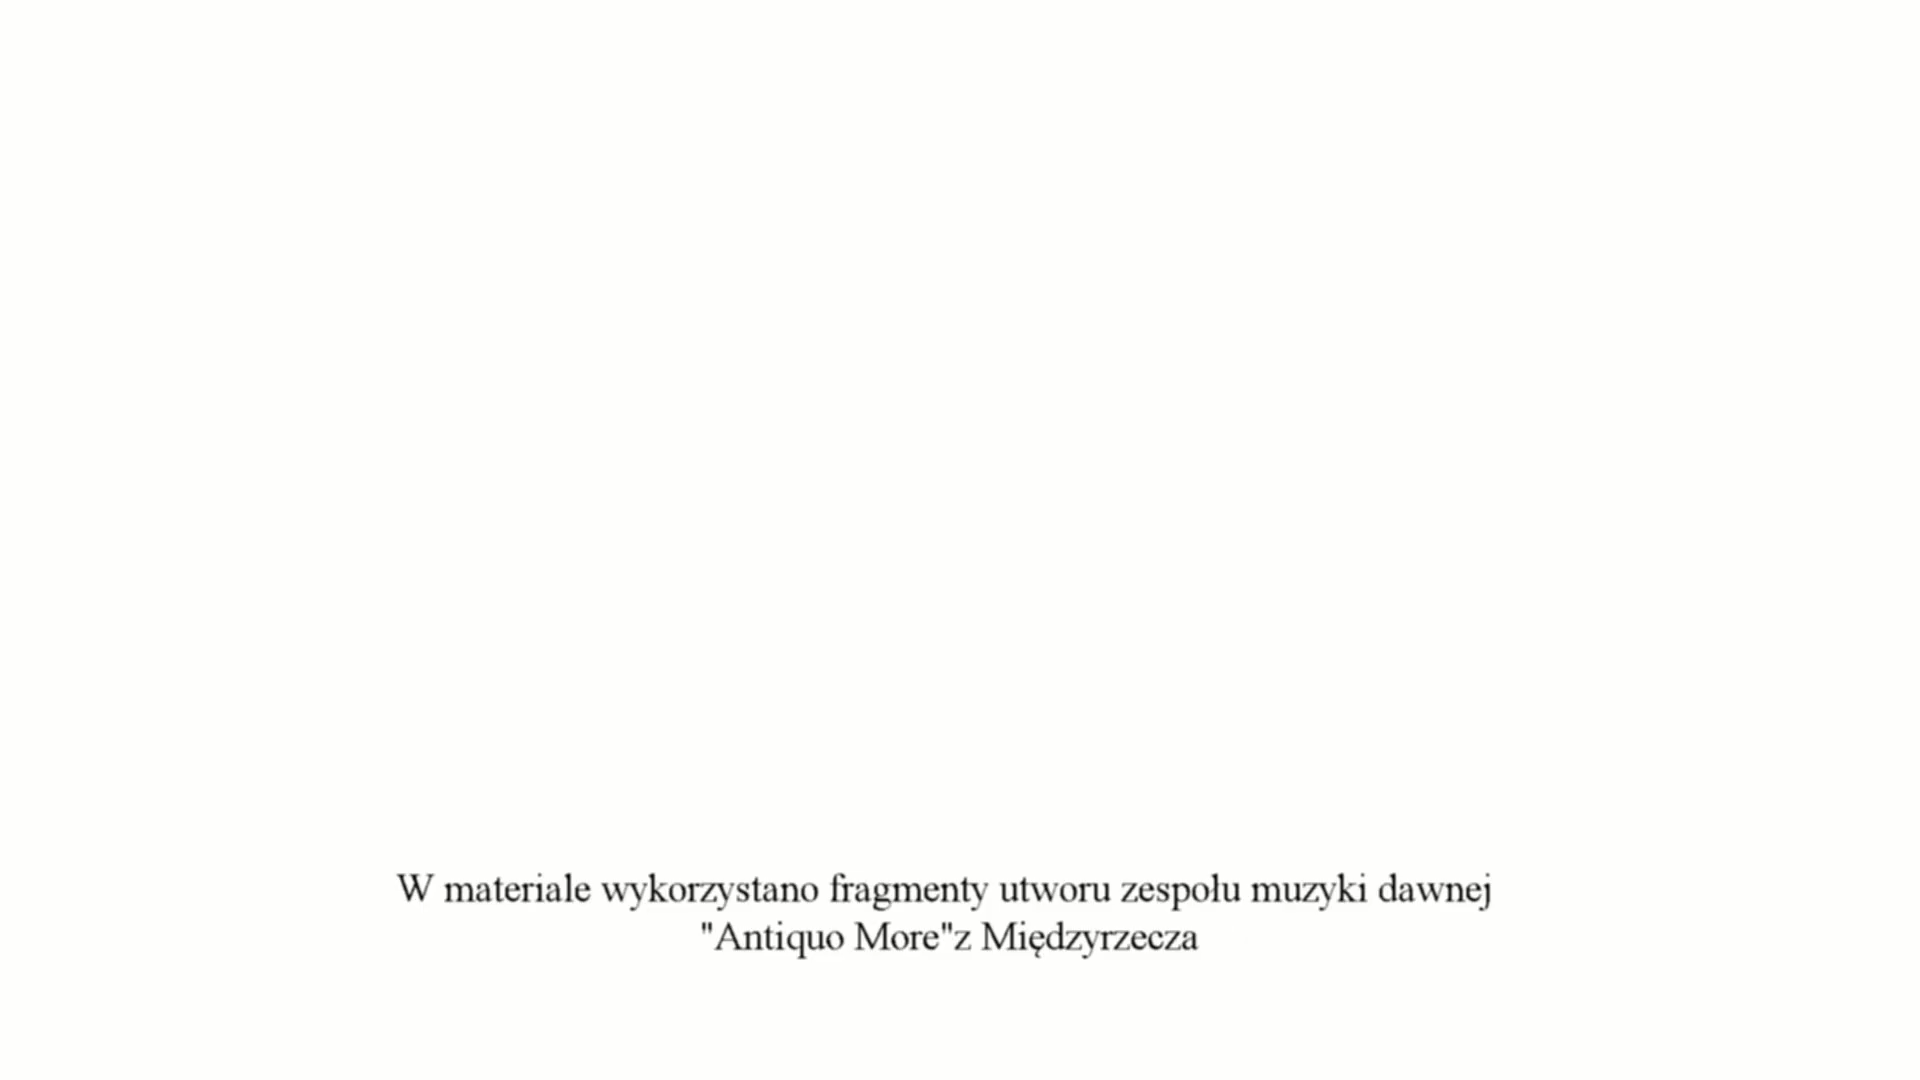 W materiale wykorzystano fragmenty utworu zespołu muzyki dawnej
"Antiquo More"z Międzyrzecza